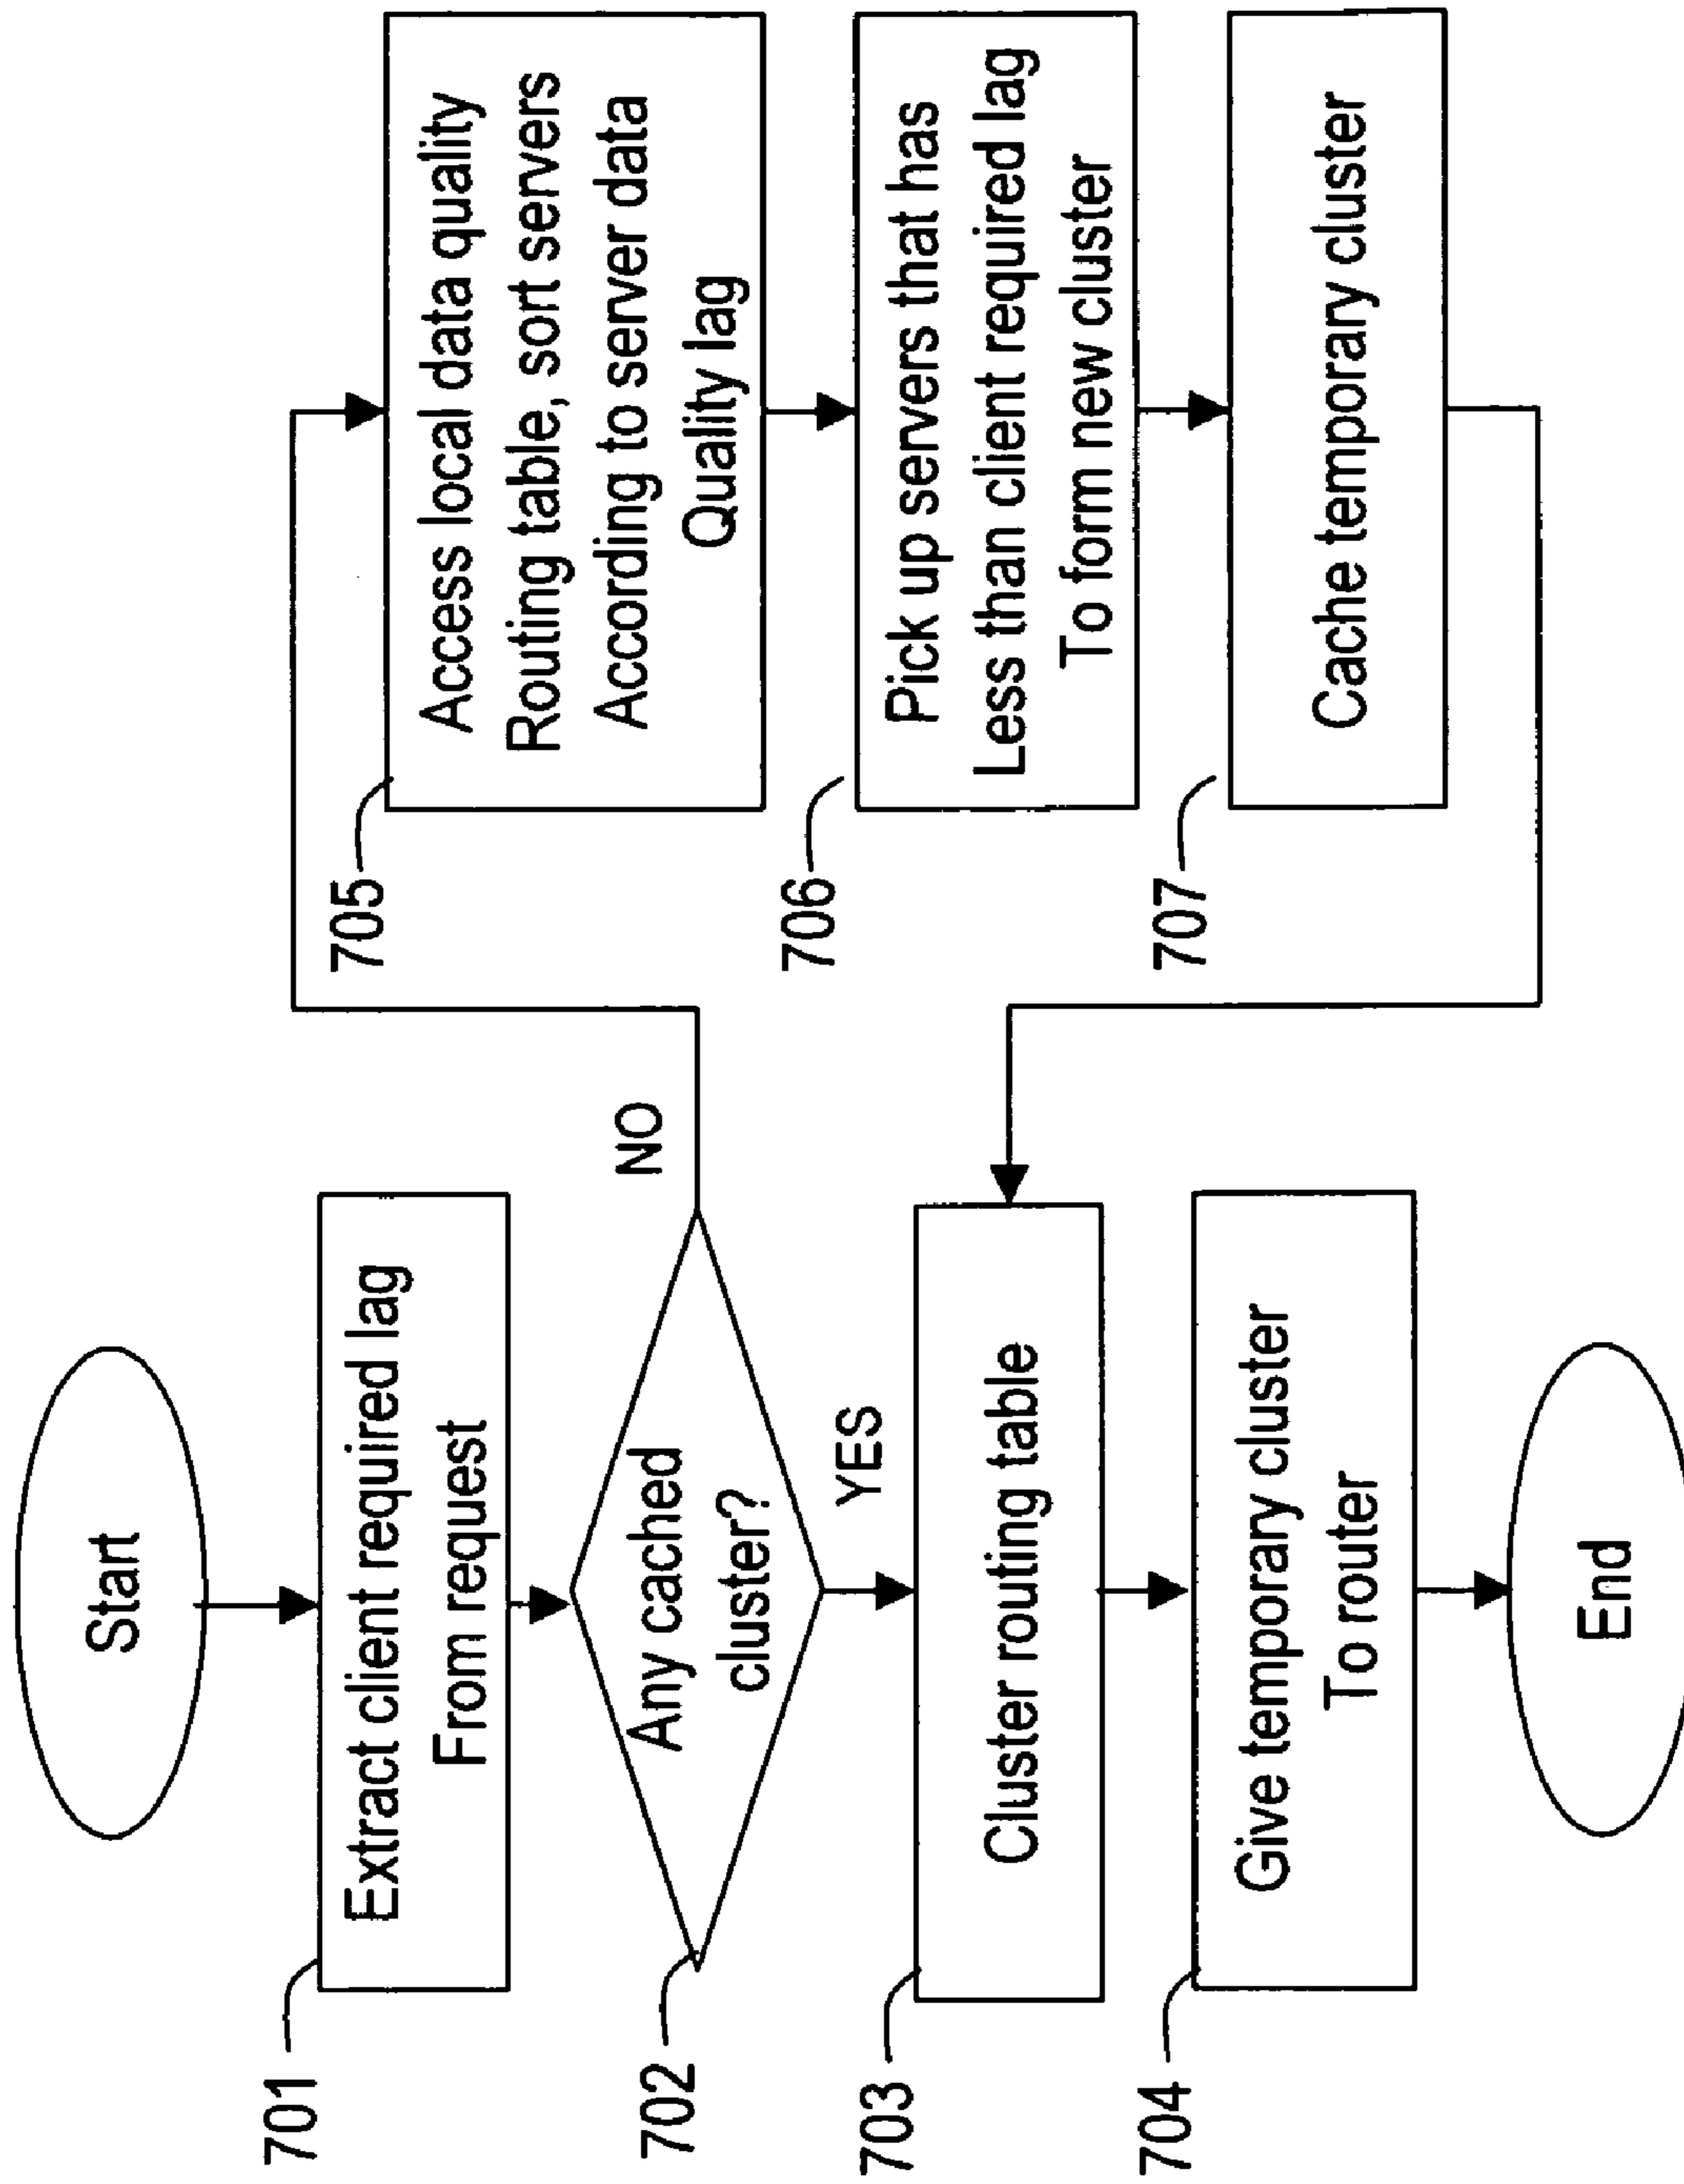 Start
701
Extract client required lag
From request
702
Any cached
cluster?
NO
YES
703
Cluster routing table
704
Give temporary cluster
To router
End
705
Access local data quality
Routing table, sort servers
According to server data
Quality lag
706
Pick up servers that has
Less than client required lag
To form new cluster
707
Cache temporary cluster